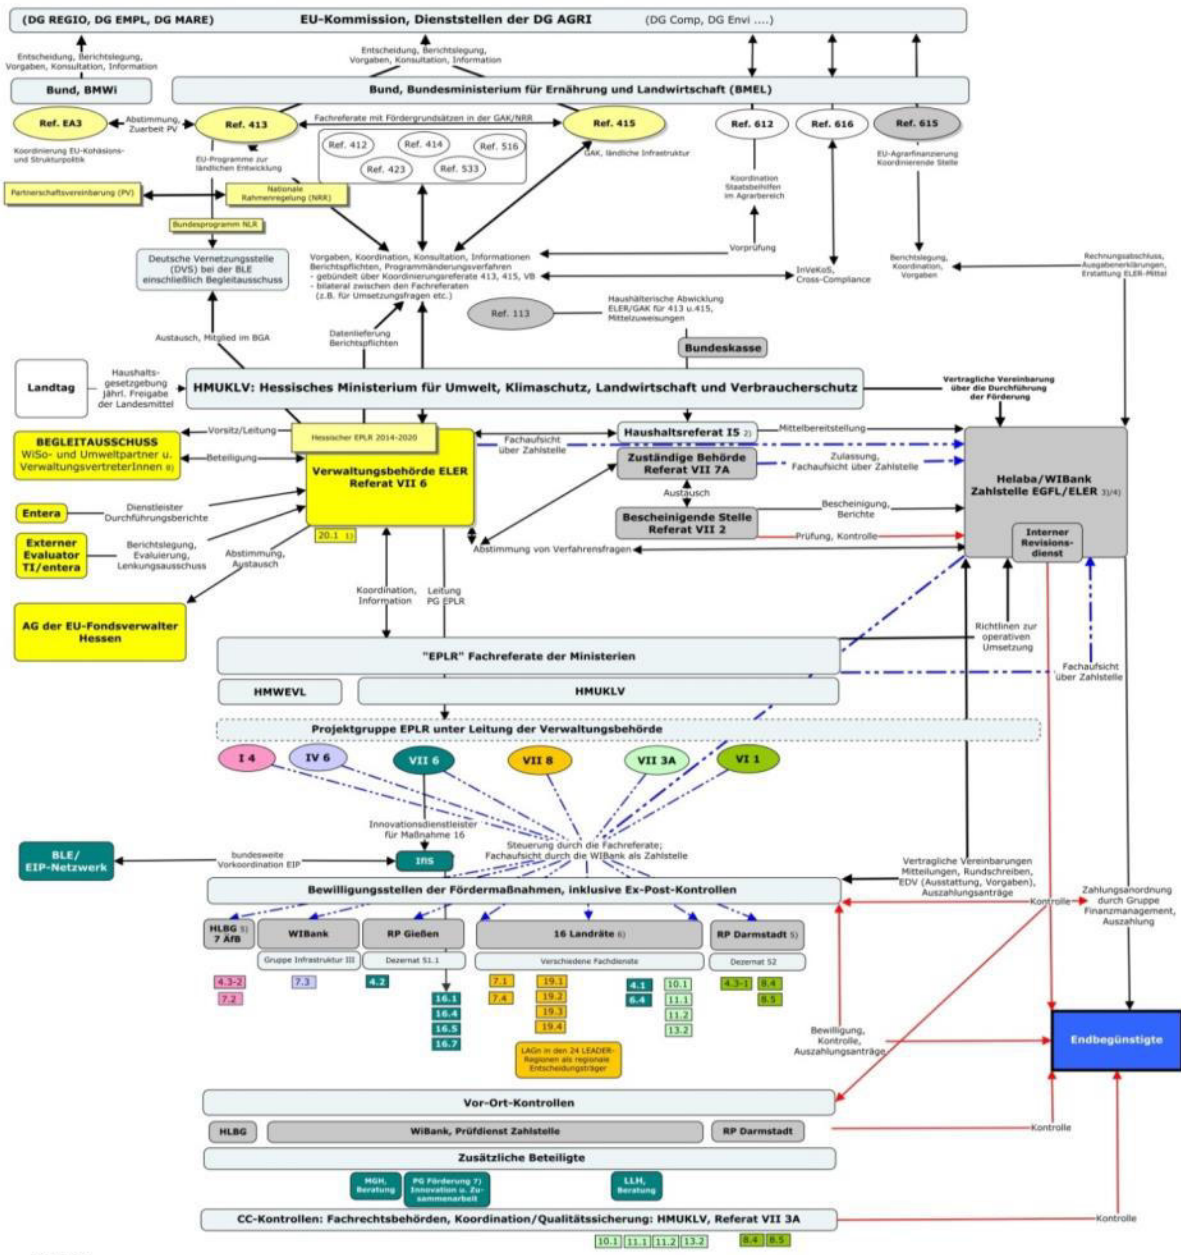 (DG REGIO, DG EMPL, DG MARE) EU-Kommission, Dienststellen der DG AGRI (DG Comp, DG Envi ....)
Entscheidung, Berichtslegung,
Vorgaben, Konsultation, Information
Entscheidung, Berichtslegung,
Vorgaben, Konsultation, Information
Bund, BMWi
Bund, Bundesministerium für Ernährung und Landwirtschaft (BMEL)
Ref. EA3
Abstimmung,
Zuarbeit PV
Ref. 413
Fachreferate mit Fördergrundsätzen in der GAK/NRR
Ref. 415
Ref. 612
Ref. 616
Ref. 615
Ref. 412
Ref. 414
Ref. 516
Ref. 423
Ref. 533
Koordinierung EU-Kohäsions-
und Strukturpolitik
EU-Programme zur
ländlichen Entwicklung
GAK, ländliche Infrastruktur
EU-Agrarfinanzierung
Koordinierende Stelle
Koordination
Staatsbeihilfen
im Agrarbereich
Partnerschaftsvereinbarung (PV)
Nationale
Rahmenregelung (NRR)
Bundesprogramm NLR
Deutsche Vernetzungsstelle
(DVS) bei der BLE
einschließlich Begleitausschuss
Vorgaben, Koordination, Konsultation, Informationen
Berichtspflichten, Programmänderungsverfahren
- gebündelt über Koordinierungsreferate 413, 415, VB
- bilateral zwischen den Fachreferaten
(z.B. für Umsetzungsfragen etc.)
Vorprüfung
InVeKoS,
Cross-Compliance
Berichtslegung,
Koordination,
Vorgaben
Rechnungsabschluss,
Ausgabenerklärungen,
Erstattung ELER-Mittel
Ref. 113
Haushälterische Abwicklung
ELER/GAK für 413 u.415,
Mittelzuweisungen
Austausch, Mitglied im BGA
Datenlieferung
Berichtspflichten
Bundeskasse
Landtag
Haushalts-
gesetzgebung
Jährl. Freigabe
der Landesmittel
HMUKLV: Hessisches Ministerium für Umwelt, Klimaschutz, Landwirtschaft und Verbraucherschutz
Vertragliche Vereinbarung
über die Durchführung
der Förderung
BEGLEITAUSSCHUSS
WiSo- und Umweltpartner u.
VerwaltungsvertreterInnen 8)
Vorsitz/Leitung
Beteiligung
Hessischer EPLR 2014-2020
Verwaltungsbehörde ELER
Referat VII 6
20.1 1)
Fachaufsicht
über Zahlstelle
Haushaltsreferat I5 2)
Mittelbereitstellung
Zuständige Behörde
Referat VII 7A
Zulassung,
Fachaufsicht über Zahlstelle
Austausch
Bescheinigende Stelle
Referat VII 2
Bescheinigung,
Berichte
Prüfung, Kontrolle
Helaba/WIBank
Zahlstelle EGFL/ELER 3)/4)
Interner
Revisions-
dienst
Entera
Dienstleister
Durchführungsberichte
Externer
Evaluator
TI/entera
Berichtslegung,
Evaluierung,
Lenkungsausschuss
Abstimmung,
Austausch
Abstimmung von Verfahrensfragen
AG der EU-Fondsverwalter
Hessen
Koordination,
Information
Leitung
PG EPLR
Richtlinen zur
operativen
Umsetzung
"EPLR" Fachreferate der Ministerien
Fachaufsicht
über Zahlstelle
HMWEVL
HMUKLV
Projektgruppe EPLR unter Leitung der Verwaltungsbehörde
I 4
IV 6
VII 6
VII 8
VII 3A
VI 1
Innovationsdienstleister
für Maßnahme 16
Steuerung durch die Fachreferate;
Fachaufsicht durch die WIBank als Zahlstelle
BLE/
EIP-Netzwerk
bundesweite
Vorkoordination EIP
IfIS
Vertragliche Vereinbarungen
Mitteilungen, Rundschreiben,
EDV (Ausstattung, Vorgaben),
Auszahlungsanträge
Bewilligungsstellen der Fördermaßnahmen, inklusive Ex-Post-Kontrollen
Kontrolle
Zahlungsanordnung
durch Gruppe
Finanzmanagement,
Auszahlung
HLBG 5)
7 ÄfB
WIBank
RP Gießen
16 Landräte 6)
RP Darmstadt 5)
Gruppe Infrastruktur III
Dezernat 51.1
Verschiedene Fachdienste
Dezernat 52
4.3-2
7.3
4.2
7.1
19.1
4.1
10.1
4.3-1
8.4
7.2
16.1
7.4
19.2
6.4
11.1
8.5
16.4
19.3
11.2
16.5
19.4
13.2
16.7
Bewilligung,
Kontrolle,
Auszahlungsanträge
Endbegünstigte
LAGn in den 24 LEADER-
Regionen als regionale
Entscheidungsträger
Vor-Ort-Kontrollen
HLBG
WiBank, Prüfdienst Zahlstelle
RP Darmstadt
Kontrolle
Zusätzliche Beteiligte
MGH,
Beratung
PG Förderung 7)
Innovation u. Zu-
sammenarbeit
LLH,
Beratung
CC-Kontrollen: Fachrechtsbehörden, Koordination/Qualitätssicherung: HMUKLV, Referat VII 3A
Kontrolle
10.1 11.1 11.2 13.2 8.4 8.5